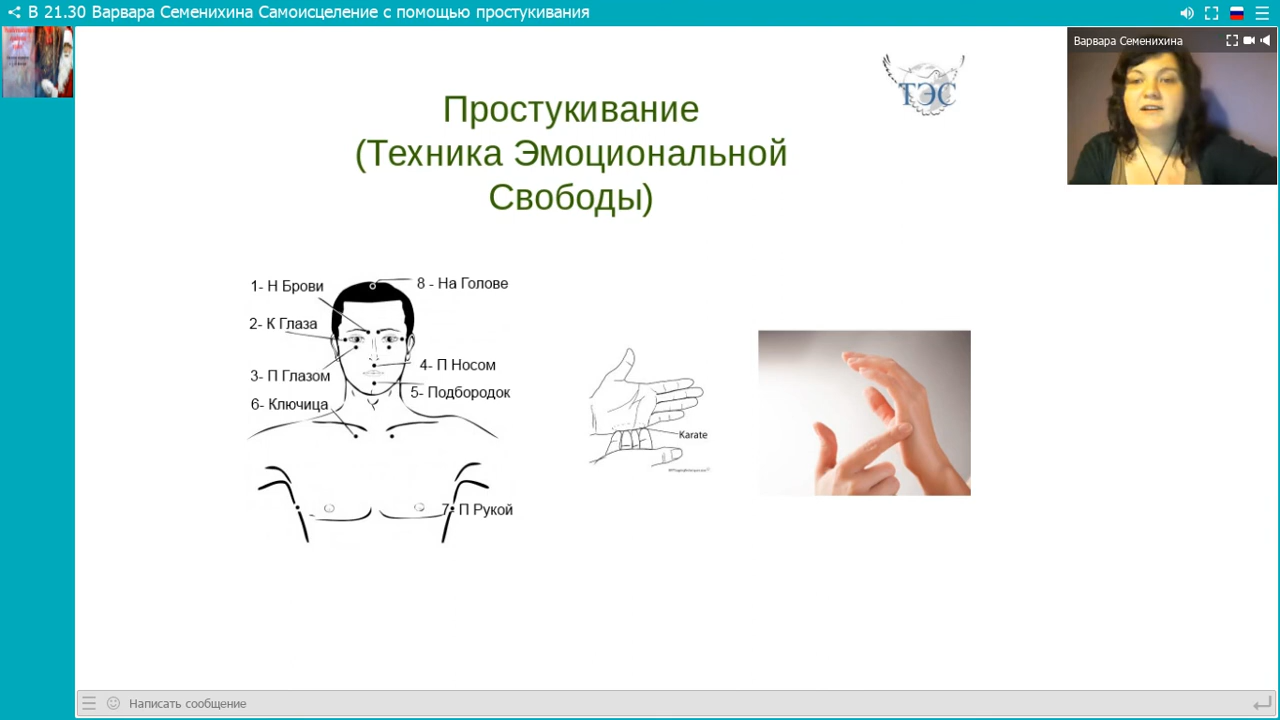 В 21.30 Варвара Семенихина Самоисцеление с помощью простукивания
Варвара Семенихина
ТЭС
Простукивание
(Техника Эмоциональной
Свободы)
1- Н Брови
8 - На Голове
2- К Глаза
3- П Глазом
4- П Носом
5- Подбородок
6- Ключица
7- П Рукой
Karate
Написать сообщение